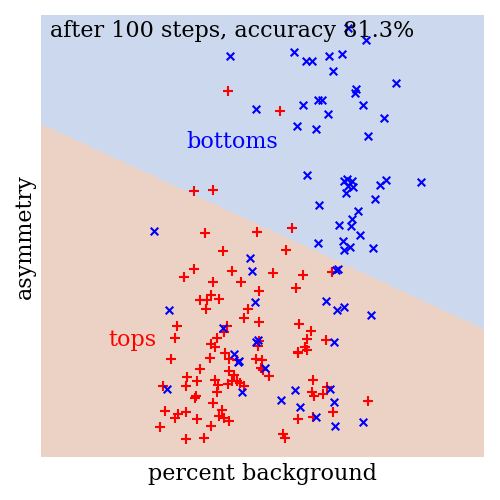 after 100 steps, accuracy 81.3%
bottoms
asymmetry
tops
percent background